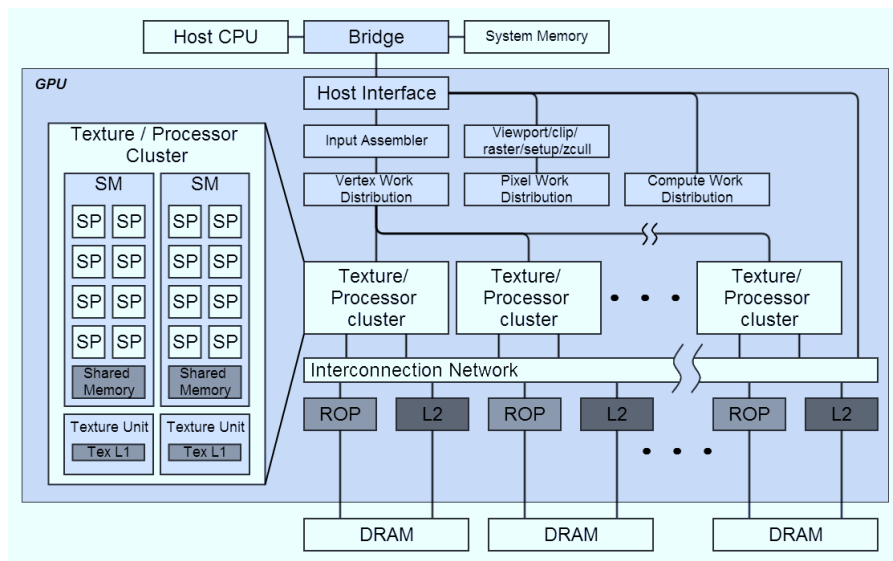 Host CPU
Bridge
System Memory
GPU
Host Interface
Input Assembler
Viewport/clip/
raster/setup/zcull
Vertex Work
Distribution
Pixel Work
Distribution
Compute Work
Distribution
Texture / Processor
Cluster
SM
SM
SP SP SP SP
SP SP SP SP
SP SP SP SP
SP SP SP SP
Shared
Memory
Shared
Memory
Texture Unit
Texture Unit
Tex L1
Tex L1
Texture/
Processor
cluster
Texture/
Processor
cluster
Texture/
Processor
cluster
Interconnection Network
ROP
L2
ROP
L2
ROP
L2
DRAM
DRAM
DRAM